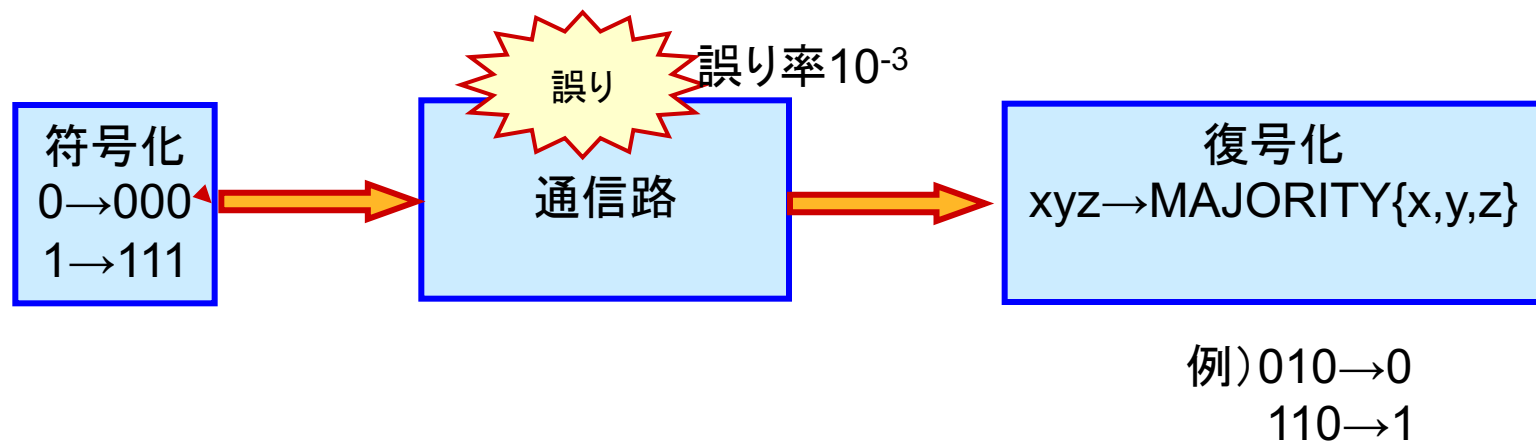 誤り
誤り率10⁻³
符号化
0→000
1→111
通信路
復号化
xyz→MAJORITY{x,y,z}
例)010→0
110→1